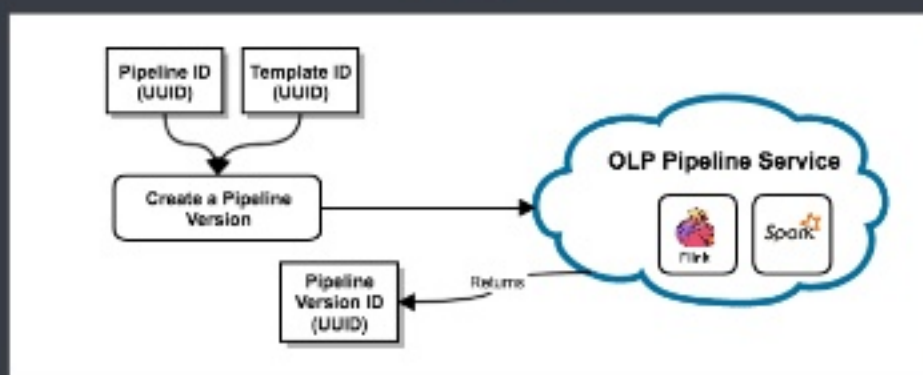 Pipeline ID
(UUID)
Template ID
(UUID)
Create a Pipeline
Version
OLP Pipeline Service
Flink
Spark
Returns
Pipeline
Version ID
(UUID)